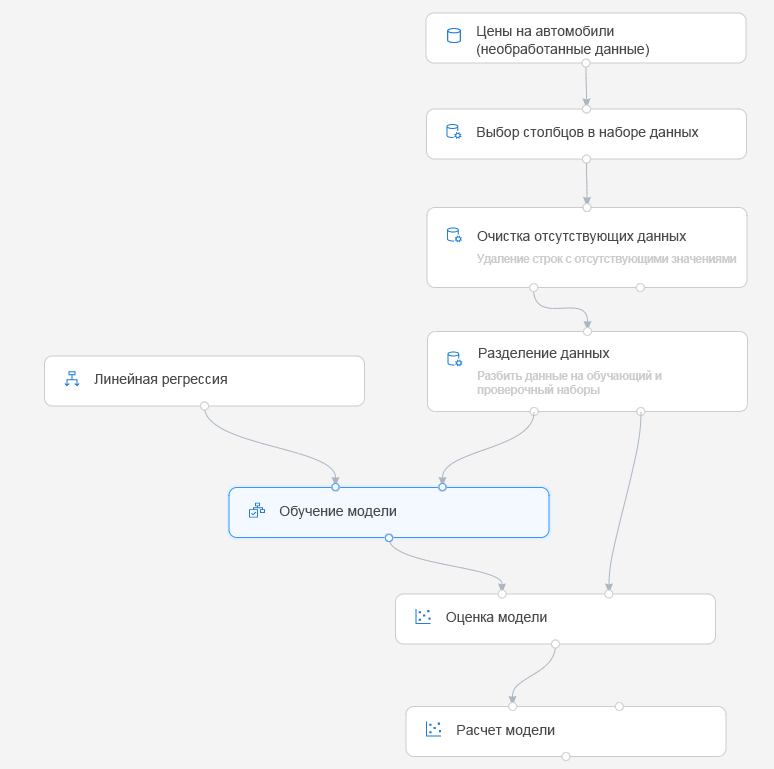 Цены на автомобили
(необработанные данные)
Выбор столбцов в наборе данных
Очистка отсутствующих данных
Удаление строк с отсутствующими значениями
Разделение данных
Разбить данные на обучающий и
проверочный наборы
Линейная регрессия
Обучение модели
Оценка модели
Расчет модели